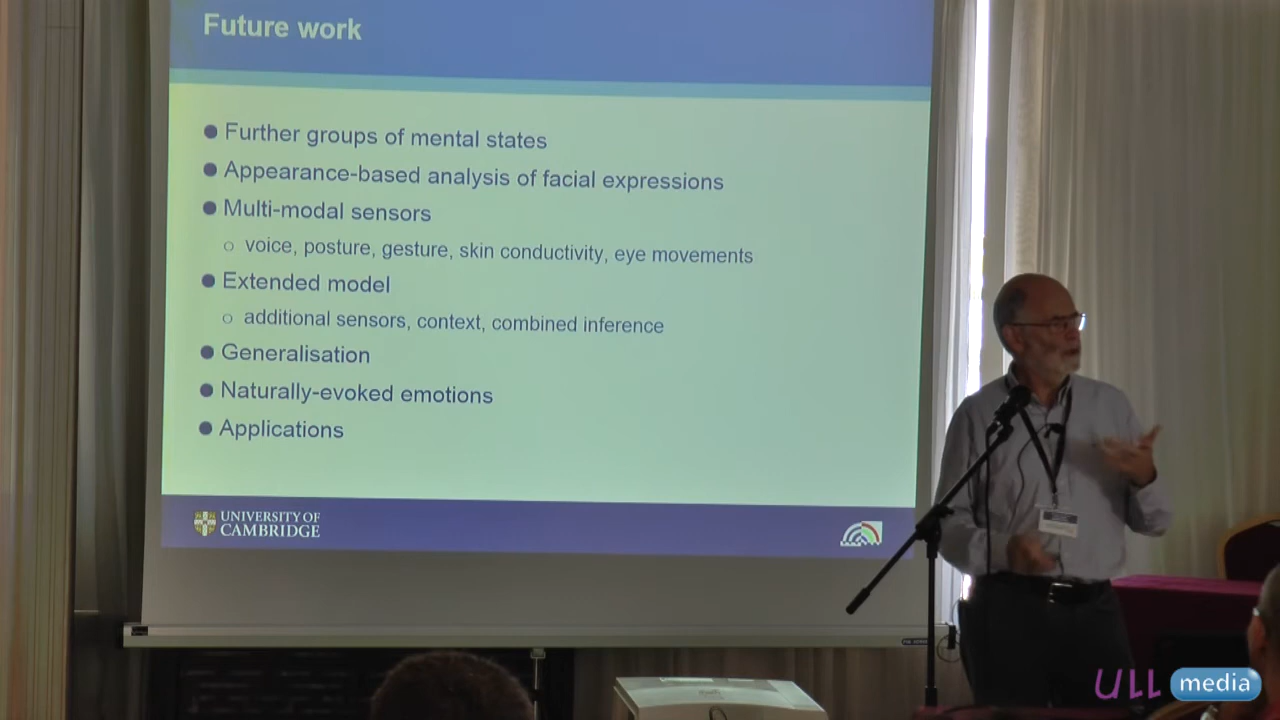 Future work
● Further groups of mental states
● Appearance-based analysis of facial expressions
● Multi-modal sensors
○ voice, posture, gesture, skin conductivity, eye movements
● Extended model
○ additional sensors, context, combined inference
● Generalisation
● Naturally-evoked emotions
● Applications
UNIVERSITY OF
CAMBRIDGE
ULL media